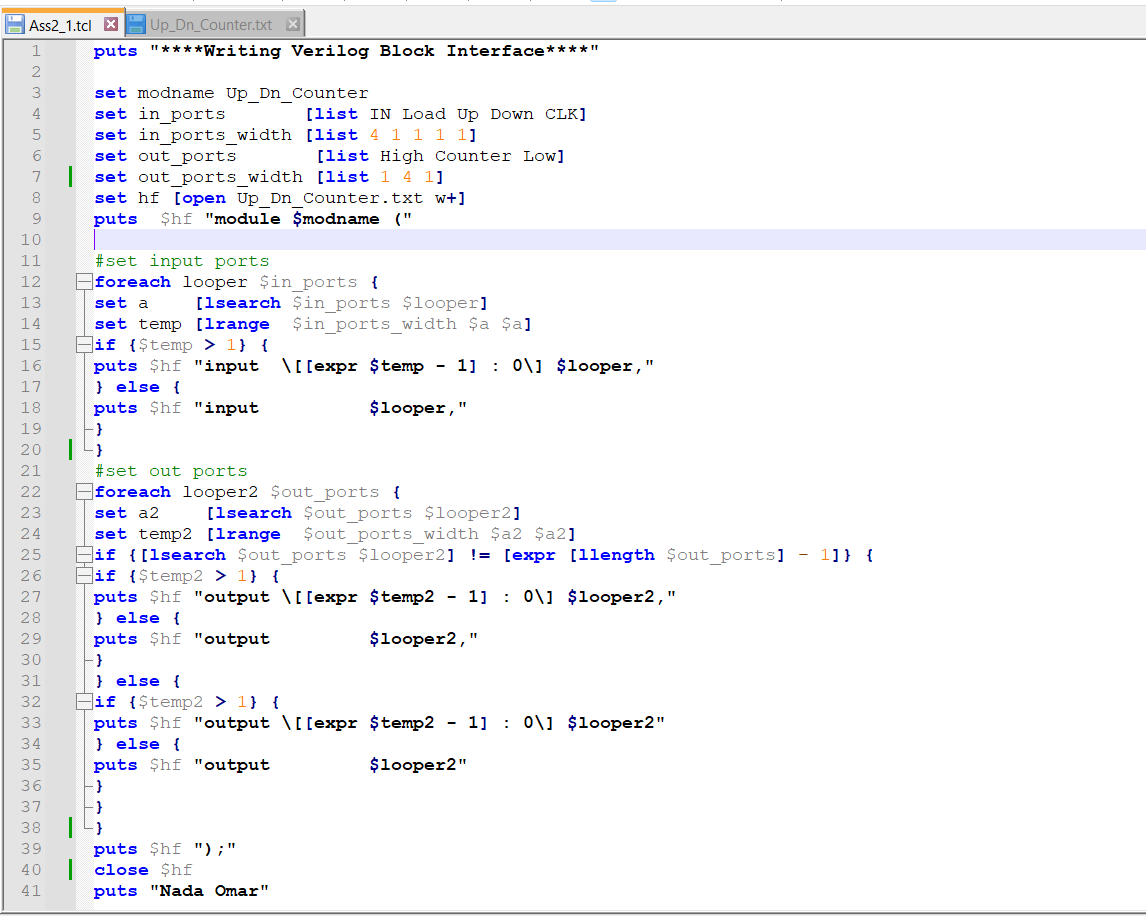 Ass2_1.tcl Up_Dn_Counter.txt
1 puts "****Writing Verilog Block Interface****"
2
3 set modname Up_Dn_Counter
4 set in_ports [list IN Load Up Down CLK]
5 set in_ports_width [list 4 1 1 1 1]
6 set out_ports [list High Counter Low]
7 set out_ports_width [list 1 4 1]
8 set hf [open Up_Dn_Counter.txt w+]
9 puts $hf "module $modname ("
10
11 #set input ports
12 foreach looper $in_ports {
13 set a [lsearch $in_ports $looper]
14 set temp [lrange $in_ports_width $a $a]
15 if {$temp > 1} {
16 puts $hf "input \[[expr $temp - 1] : 0\] $looper,"
17 } else {
18 puts $hf "input $looper,"
19 }
20 }
21 #set out ports
22 foreach looper2 $out_ports {
23 set a2 [lsearch $out_ports $looper2]
24 set temp2 [lrange $out_ports_width $a2 $a2]
25 if {[lsearch $out_ports $looper2] != [expr [llength $out_ports] - 1]} {
26 if {$temp2 > 1} {
27 puts $hf "output \[[expr $temp2 - 1] : 0\] $looper2,"
28 } else {
29 puts $hf "output $looper2,"
30 }
31 } else {
32 if {$temp2 > 1} {
33 puts $hf "output \[[expr $temp2 - 1] : 0\] $looper2"
34 } else {
35 puts $hf "output $looper2"
36 }
37 }
38 }
39 puts $hf ");"
40 close $hf
41 puts "Nada Omar"